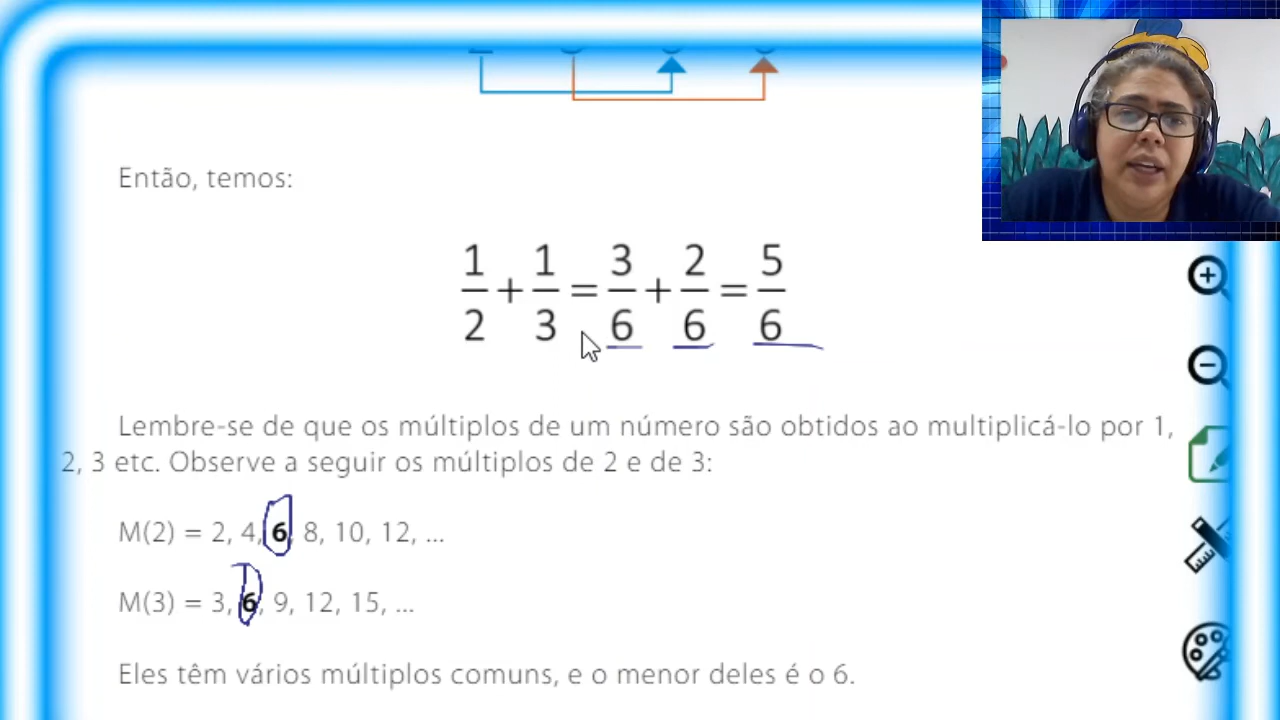 Então, temos:
1/2 + 1/3 = 3/6 + 2/6 = 5/6
Lembre-se de que os múltiplos de um número são obtidos ao multiplicá-lo por 1,
2, 3 etc. Observe a seguir os múltiplos de 2 e de 3:
M(2) = 2, 4, 6, 8, 10, 12, ...
M(3) = 3, 6, 9, 12, 15, ...
Eles têm vários múltiplos comuns, e o menor deles é o 6.